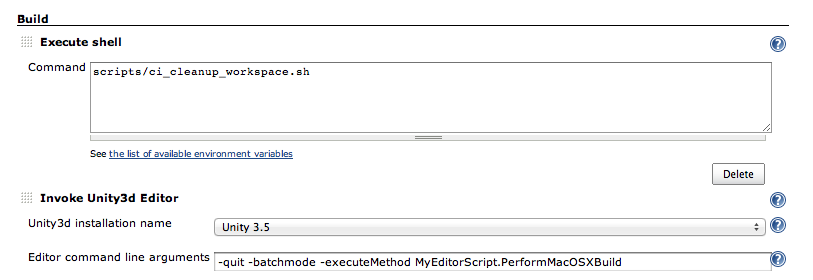 Build
Execute shell
Command
scripts/ci_cleanup_workspace.sh
See the list of available environment variables
Delete
Invoke Unity3d Editor
Unity3d installation name
Unity 3.5
Editor command line arguments
-quit -batchmode -executeMethod MyEditorScript.PerformMacOSXBuild